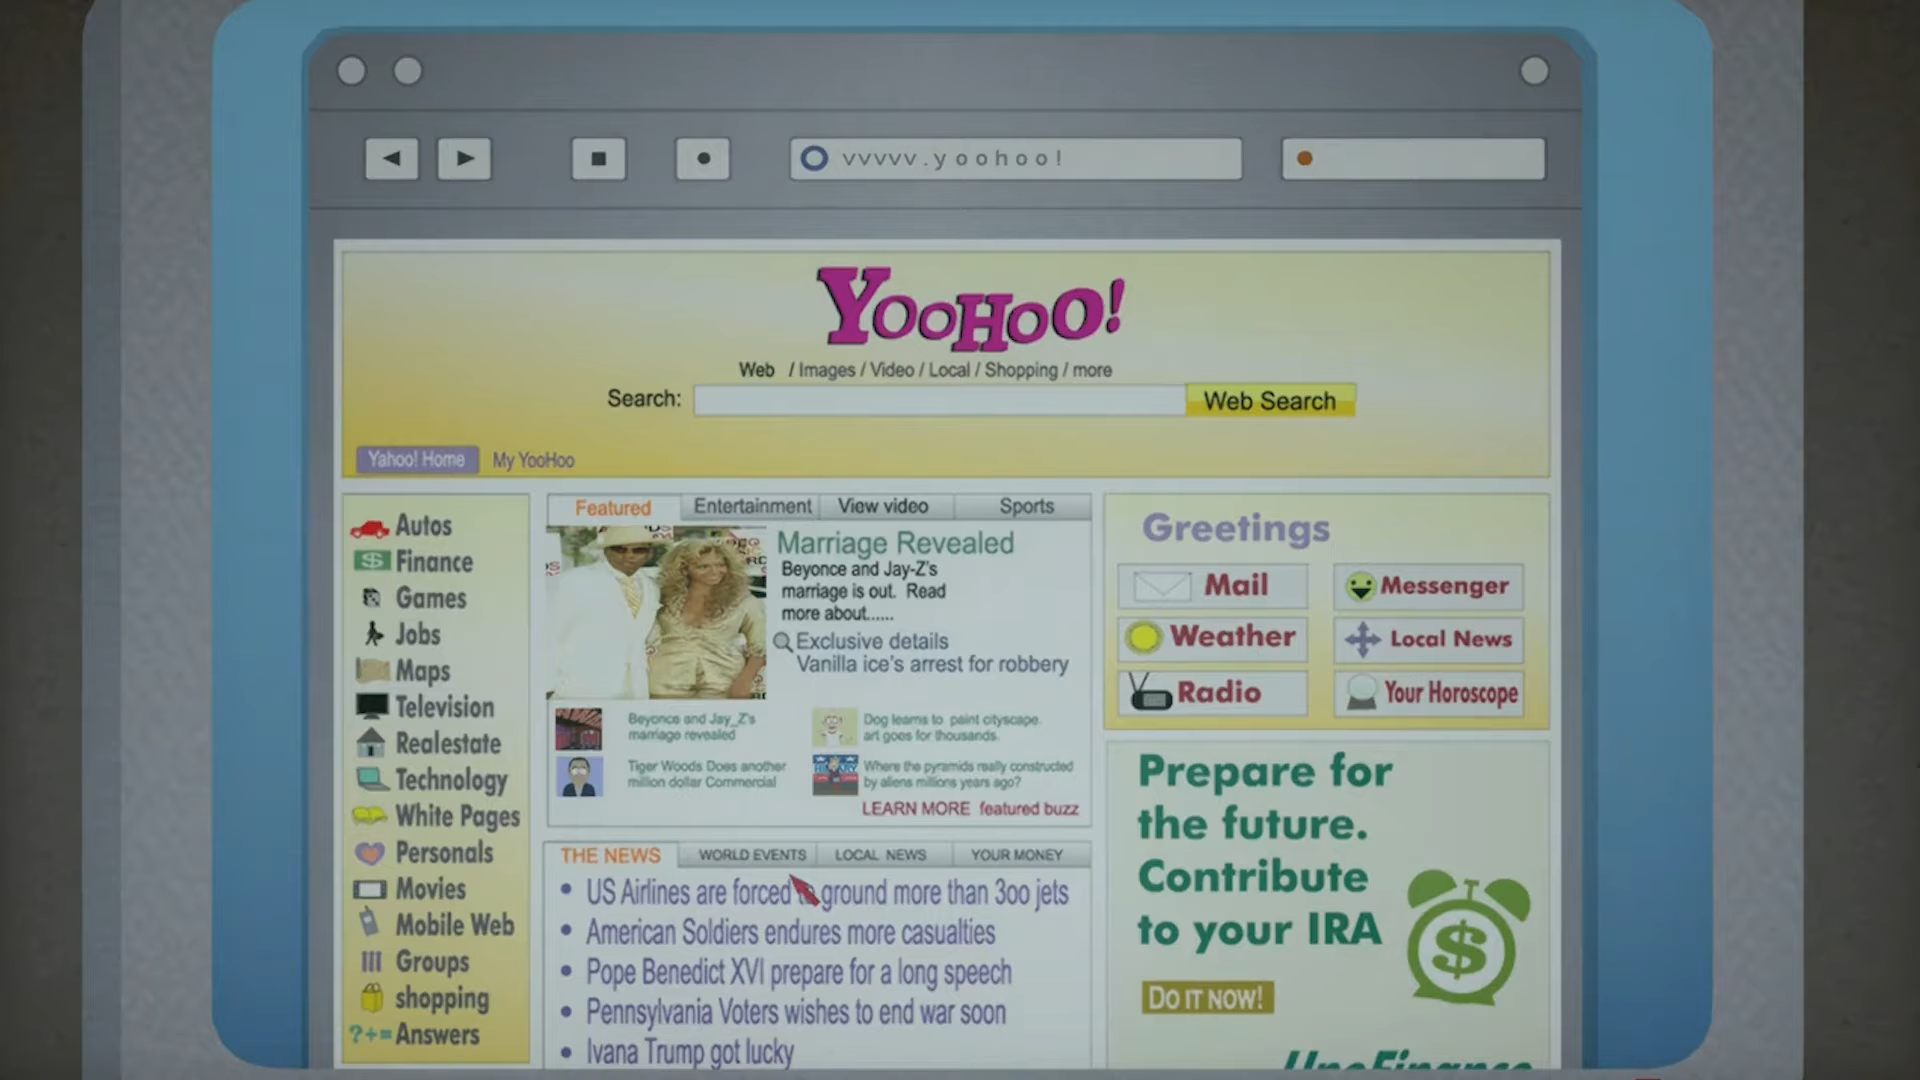 vvvvv.yoohoo!
YooHoo!
Web / Images / Video / Local / Shopping / more
Search:
Web Search
Yahoo! Home
My YooHoo
Autos
Finance
Games
Jobs
Maps
Television
Realestate
Technology
White Pages
Personals
Movies
Mobile Web
Groups
shopping
?+= Answers
Featured
Entertainment
View video
Sports
Marriage Revealed
Beyonce and Jay-Z's
marriage is out. Read
more about......
Exclusive details
Vanilla ice's arrest for robbery
Beyonce and Jay_Z's
marriage revealed
Dog learns to paint cityscape.
art goes for thousands.
Tiger Woods Does another
million dollar Commercial
Where the pyramids really constructed
by aliens millions years ago?
LEARN MORE featured buzz
THE NEWS
WORLD EVENTS
LOCAL NEWS
YOUR MONEY
• US Airlines are forced ground more than 3oo jets
• American Soldiers endures more casualties
• Pope Benedict XVI prepare for a long speech
• Pennsylvania Voters wishes to end war soon
• Ivana Trump got lucky
Greetings
Mail
Messenger
Weather
Local News
Radio
Your Horoscope
Prepare for
the future.
Contribute
to your IRA
$
DO IT NOW!